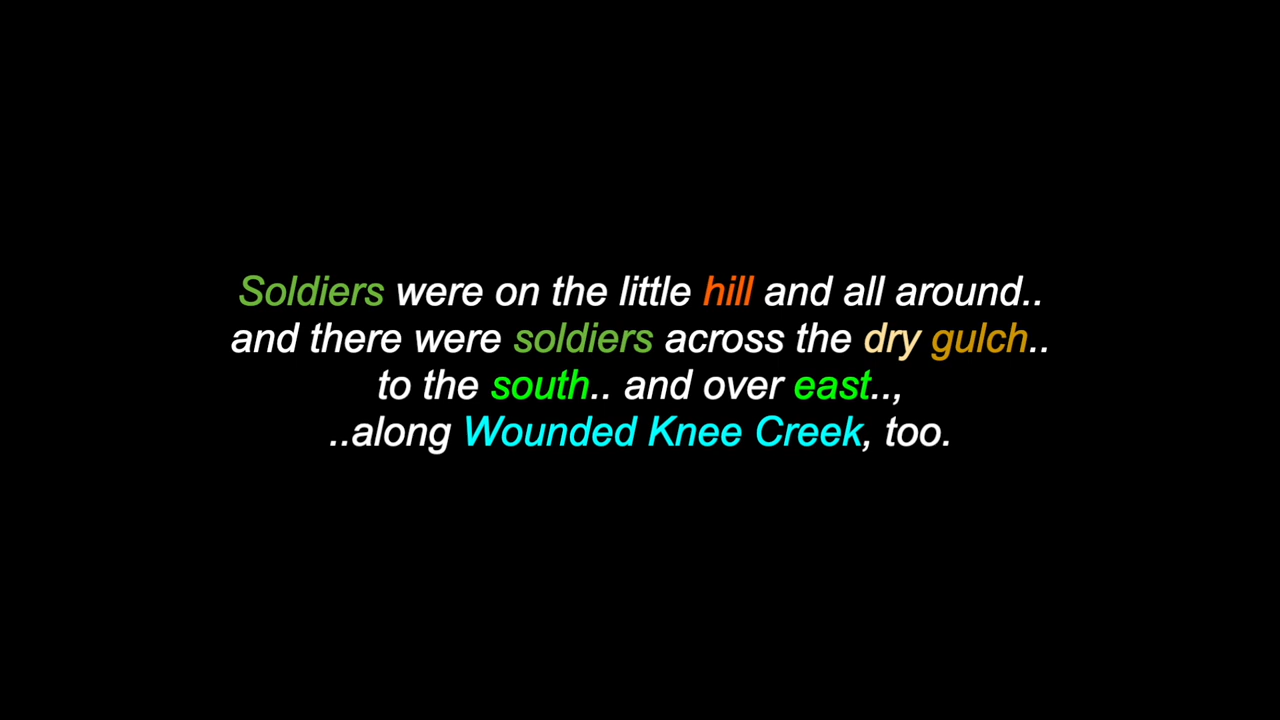 Soldiers were on the little hill and all around..
and there were soldiers across the dry gulch..
to the south.. and over east..,
..along Wounded Knee Creek, too.